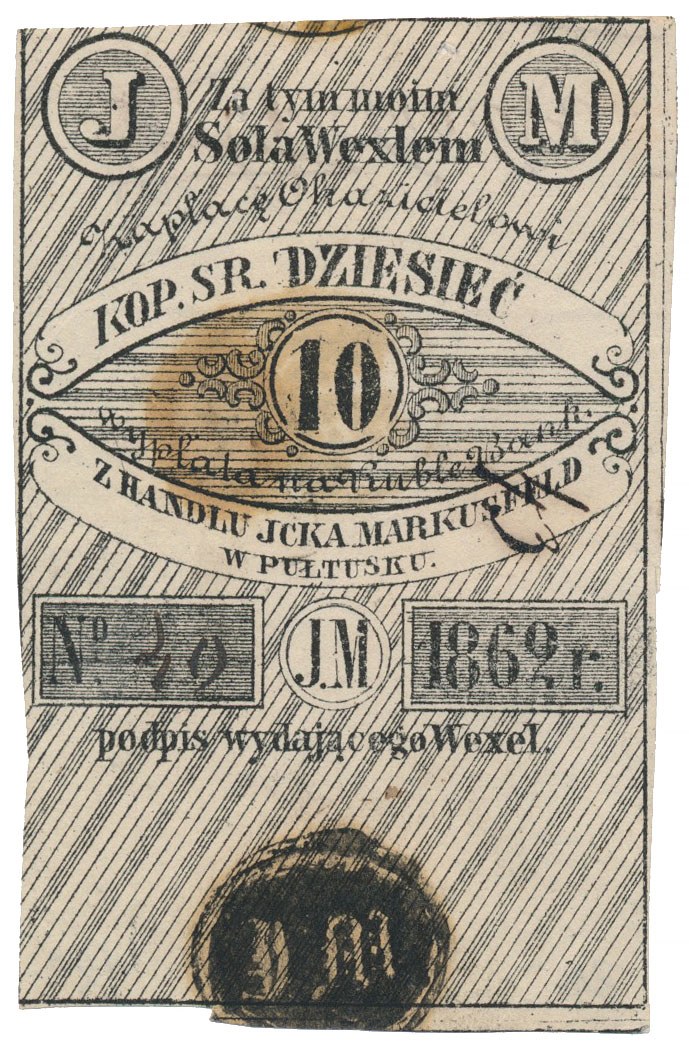 J M
Za tym moim
Sola Wexlem
Zapłacę Okazicielowi
KOP. SR. DZIESIĘĆ
10
wypłata na Ruble Bank.
Z HANDLU JCKA MARKUSFELD
W PUŁTUSKU.
No
J.M
1862 r.
podpis wydającego Wexel.
J M